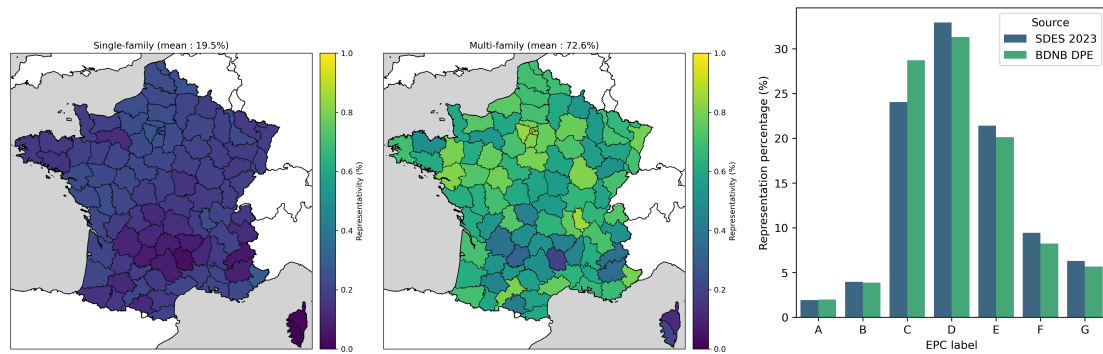 Single-family (mean : 19.5%)
1.0
0.8
0.6
0.4
0.2
0.0
Representativity (%)
Multi-family (mean : 72.6%)
1.0
0.8
0.6
0.4
0.2
0.0
Representativity (%)
Representation percentage (%)
30
25
20
15
10
5
0
A B C D E F G
EPC label
Source
SDES 2023
BDNB DPE